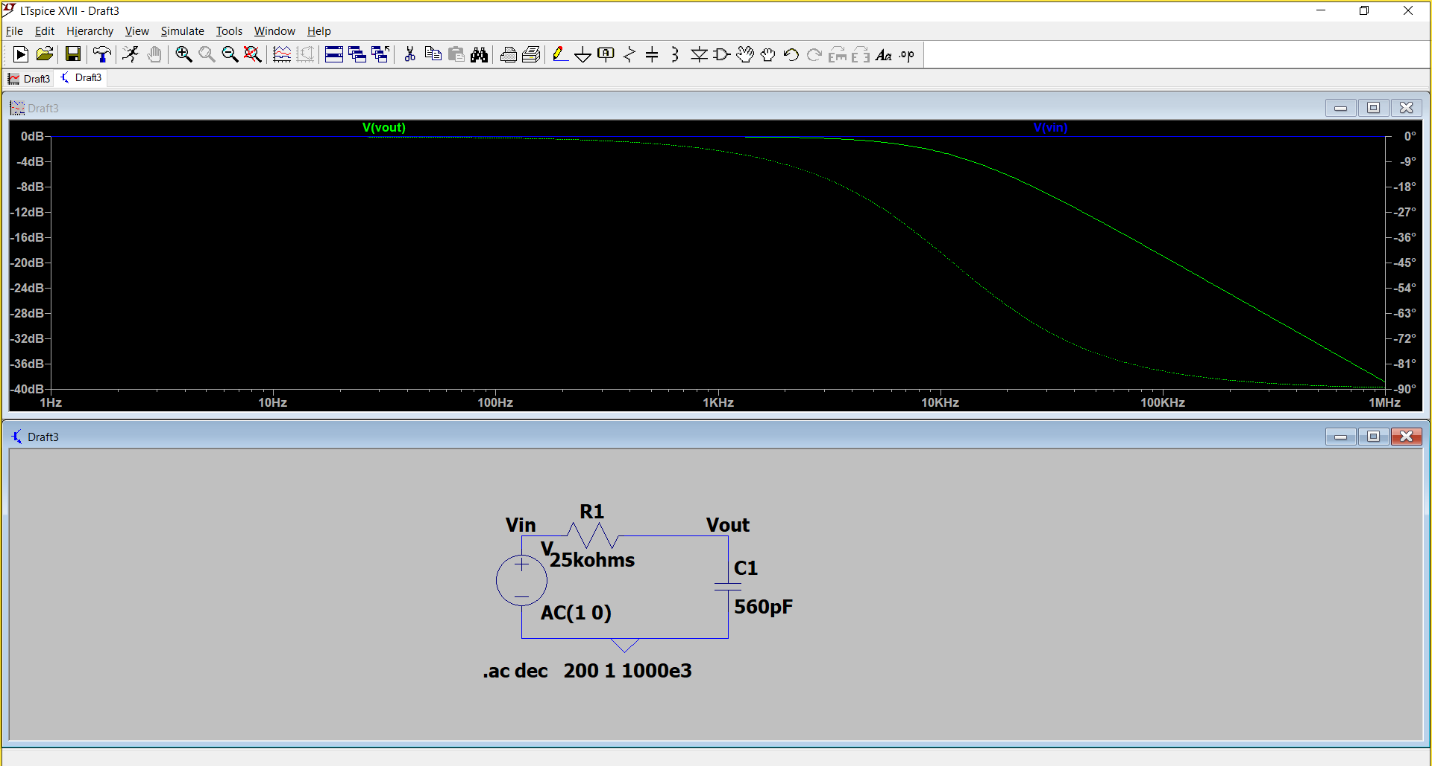 LTspice XVII - Draft3
File Edit Hierarchy View Simulate Tools Window Help
Draft3 Draft3
Draft3
V(vout) V(vin)
0dB 0°
-4dB -9°
-8dB -18°
-12dB -27°
-16dB -36°
-20dB -45°
-24dB -54°
-28dB -63°
-32dB -72°
-36dB -81°
-40dB -90°
1Hz 10Hz 100Hz 1KHz 10KHz 100KHz 1MHz
Draft3
R1
Vin Vout
V
25kohms
C1
560pF
AC(1 0)
.ac dec 200 1 1000e3